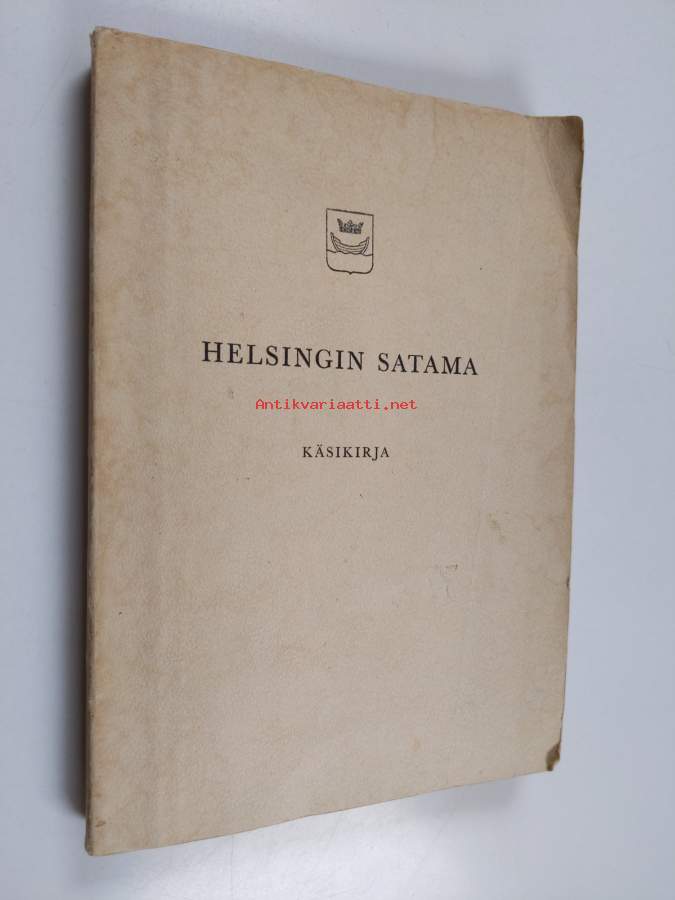 HELSINGIN SATAMA
Antikvariaatti.net
KÄSIKIRJA